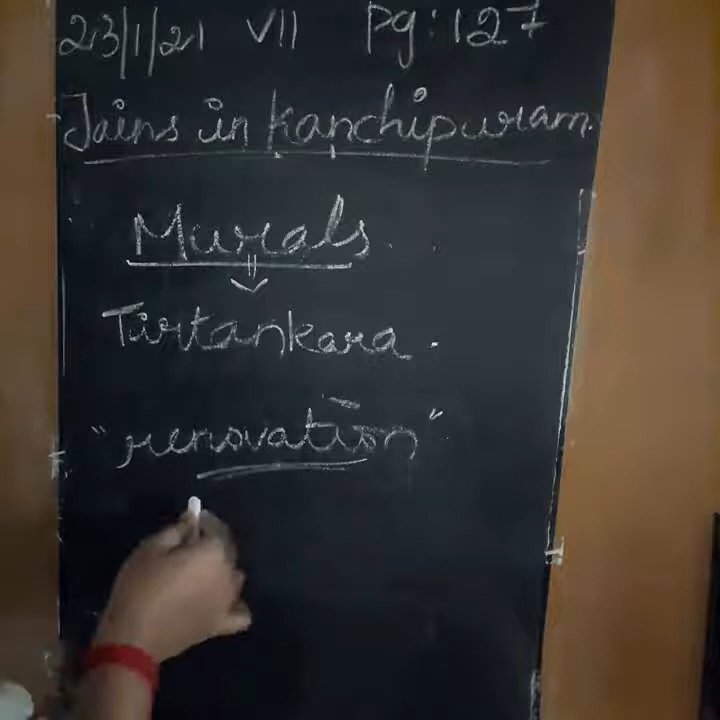 23/1/21 VII Pg: 127
Jains in Kanchipuram.
Murals
Tirtankara.
"renovation"